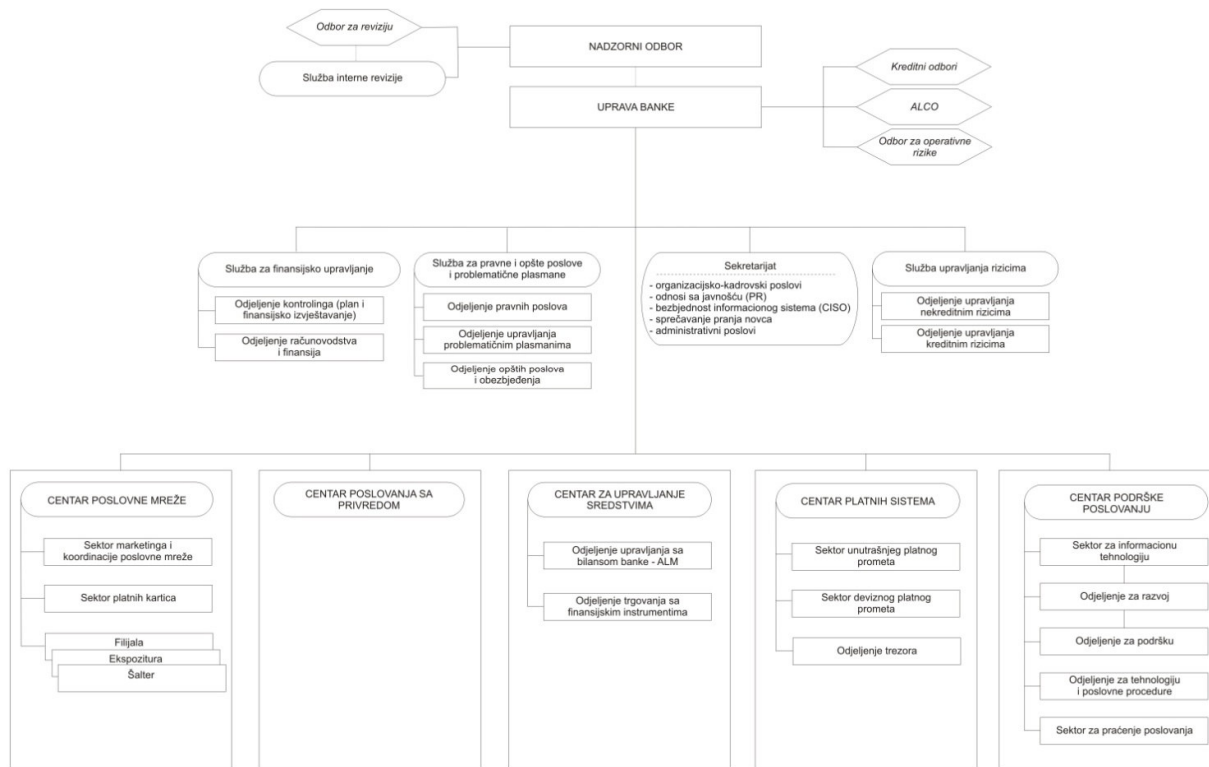 Odbor za reviziju
Služba interne revizije
NADZORNI ODBOR
UPRAVA BANKE
Kreditni odbori
ALCO
Odbor za operativne
rizike
Služba za finansijsko upravljanje
Odjeljenje kontrolinga (plan i
finansijsko izvještavanje)
Odjeljenje računovodstva
i finansija
Služba za pravne i opšte poslove
i problematične plasmane
Odjeljenje pravnih poslova
Odjeljenje upravljanja
problematičnim plasmanima
Odjeljenje opštih poslova
i obezbjeđenja
Sekretarijat
- organizacijsko-kadrovski poslovi
- odnosi sa javnošću (PR)
- bezbjednost informacionog sistema (CISO)
- sprečavanje pranja novca
- administrativni poslovi
Služba upravljanja rizicima
Odjeljenje upravljanja
nekreditnim rizicima
Odjeljenje upravljanja
kreditnim rizicima
CENTAR POSLOVNE MREŽE
Sektor marketinga i
koordinacije poslovne mreže
Sektor platnih kartica
Filijala
Ekspozitura
Šalter
CENTAR POSLOVANJA SA
PRIVREDOM
CENTAR ZA UPRAVLJANJE
SREDSTVIMA
Odjeljenje upravljanja sa
bilansom banke - ALM
Odjeljenje trgovanja sa
finansijskim instrumentima
CENTAR PLATNIH SISTEMA
Sektor unutrašnjeg platnog
prometa
Sektor deviznog platnog
prometa
Odjeljenje trezora
CENTAR PODRŠKE
POSLOVANJU
Sektor za informacionu
tehnologiju
Odjeljenje za razvoj
Odjeljenje za podršku
Odjeljenje za tehnologiju
i poslovne procedure
Sektor za praćenje poslovanja